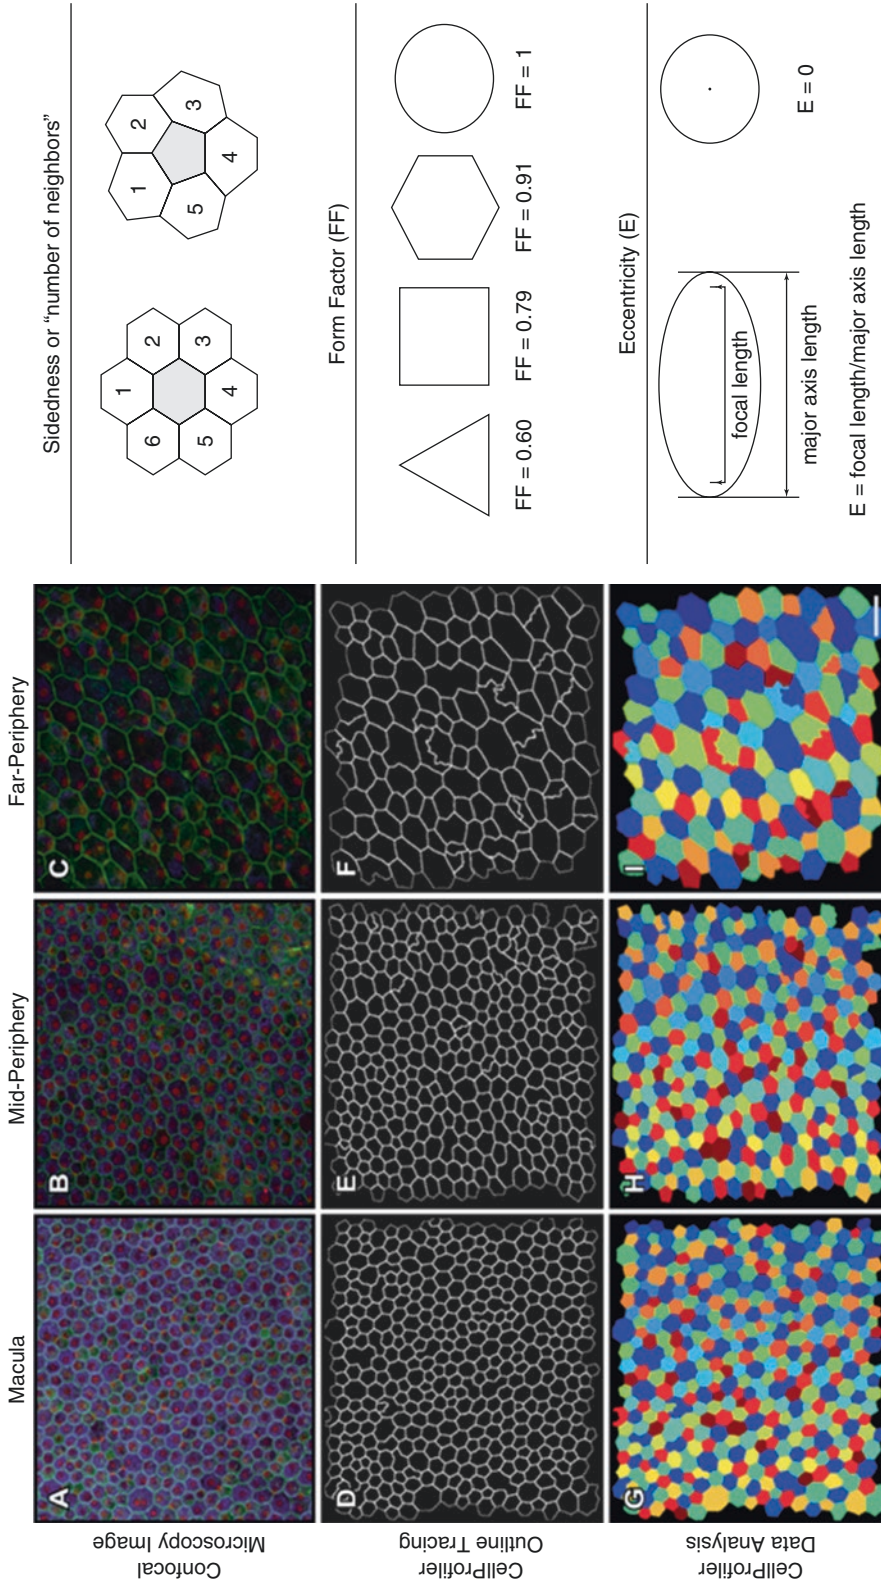 Macula
Mid-Periphery
Far-Periphery
Confocal
Microscopy Image
A
B
C
CellProfiler
Outline Tracing
D
E
F
CellProfiler
Data Analysis
G
H
I
Sidedness or “number of neighbors”
1
2
3
4
5
6
1
2
3
4
5
Form Factor (FF)
FF = 0.60
FF = 0.79
FF = 0.91
FF = 1
Eccentricity (E)
focal length
major axis length
E = 0
E = focal length/major axis length